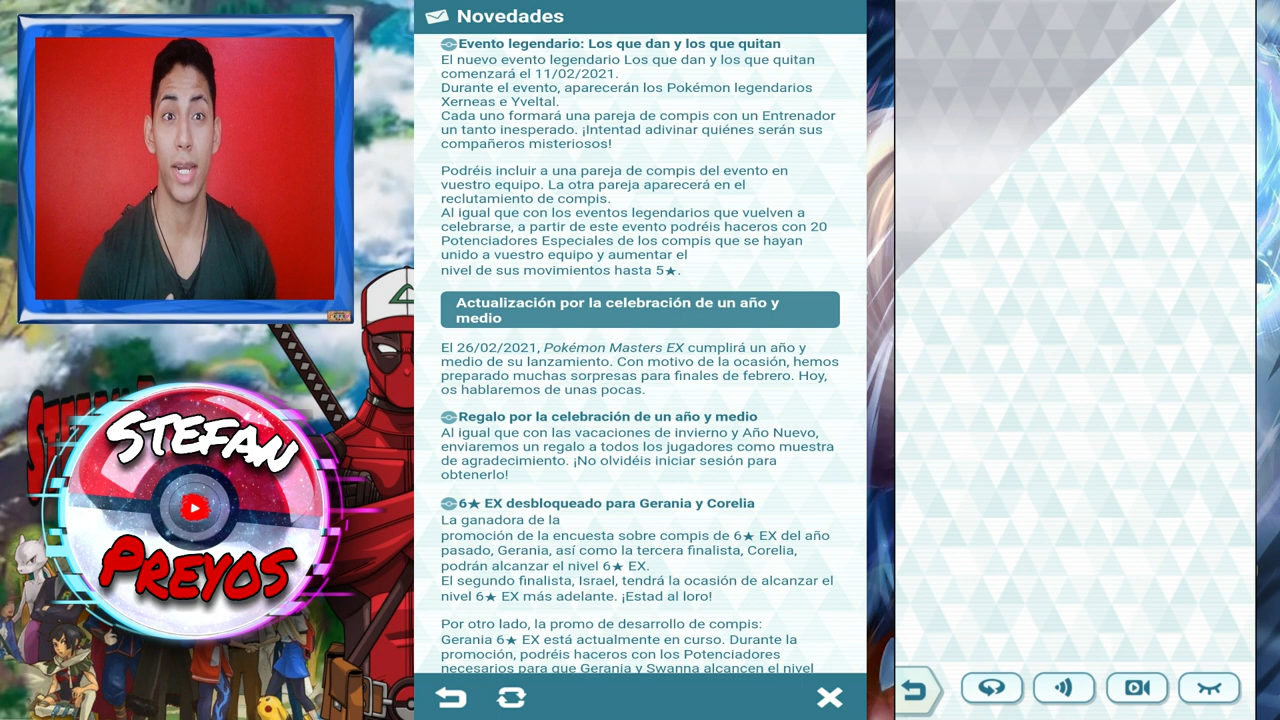 Novedades
Evento legendario: Los que dan y los que quitan
El nuevo evento legendario Los que dan y los que quitan
comenzará el 11/02/2021.
Durante el evento, aparecerán los Pokémon legendarios
Xerneas e Yveltal.
Cada uno formará una pareja de compis con un Entrenador
un tanto inesperado. ¡Intentad adivinar quiénes serán sus
compañeros misteriosos!
Podréis incluir a una pareja de compis del evento en
vuestro equipo. La otra pareja aparecerá en el
reclutamiento de compis.
Al igual que con los eventos legendarios que vuelven a
celebrarse, a partir de este evento podréis haceros con 20
Potenciadores Especiales de los compis que se hayan
unido a vuestro equipo y aumentar el
nivel de sus movimientos hasta 5★.
Actualización por la celebración de un año y
medio
El 26/02/2021, Pokémon Masters EX cumplirá un año y
medio de su lanzamiento. Con motivo de la ocasión, hemos
preparado muchas sorpresas para finales de febrero. Hoy,
os hablaremos de unas pocas.
Regalo por la celebración de un año y medio
Al igual que con las vacaciones de invierno y Año Nuevo,
enviaremos un regalo a todos los jugadores como muestra
de agradecimiento. ¡No olvidéis iniciar sesión para
obtenerlo!
6★ EX desbloqueado para Gerania y Corelia
La ganadora de la
promoción de la encuesta sobre compis de 6★ EX del año
pasado, Gerania, así como la tercera finalista, Corelia,
podrán alcanzar el nivel 6★ EX.
El segundo finalista, Israel, tendrá la ocasión de alcanzar el
nivel 6★ EX más adelante. ¡Estad al loro!
Por otro lado, la promo de desarrollo de compis:
Gerania 6★ EX está actualmente en curso. Durante la
promoción, podréis haceros con los Potenciadores
necesarios para que Gerania y Swanna alcancen el nivel
STEFAN
PREYOS